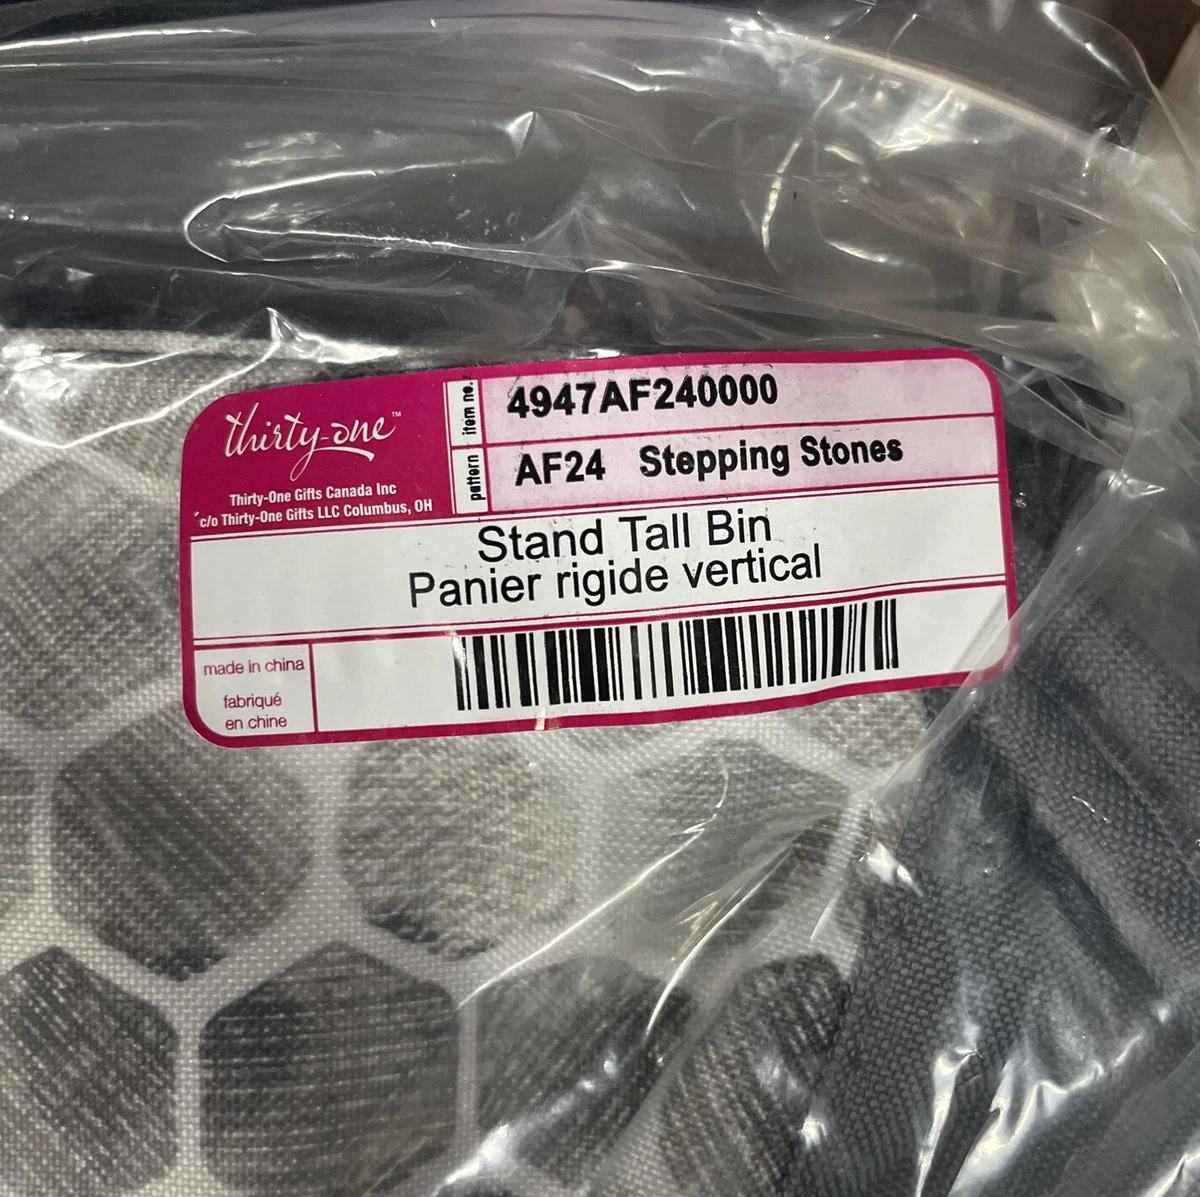 thirty-one™
Thirty-One Gifts Canada Inc
c/o Thirty-One Gifts LLC Columbus, OH
item no.: 4947AF240000
pattern AF24 Stepping Stones
Stand Tall Bin
Panier rigide vertical
made in china
fabriqué
en chine